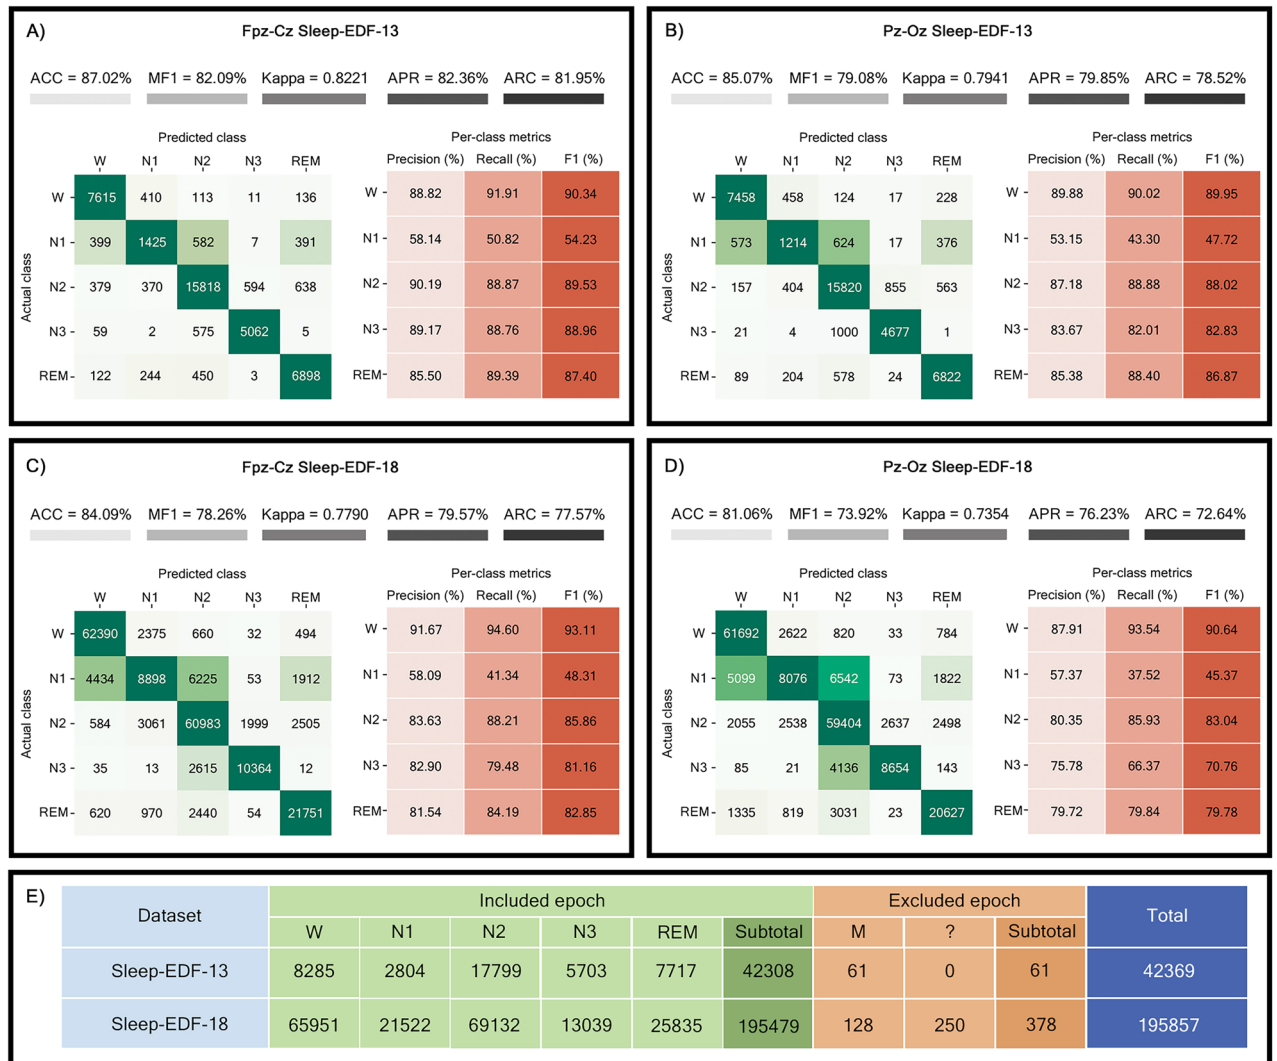 A)
Fpz-Cz Sleep-EDF-13
ACC = 87.02% MF1 = 82.09% Kappa = 0.8221 APR = 82.36% ARC = 81.95%
Predicted class Per-class metrics
W N1 N2 N3 REM Precision (%) Recall (%) F1 (%)
Actual class
W 7615 410 113 11 136 W 88.82 91.91 90.34
N1 399 1425 582 7 391 N1 58.14 50.82 54.23
N2 379 370 15818 594 638 N2 90.19 88.87 89.53
N3 59 2 575 5062 5 N3 89.17 88.76 88.96
REM 122 244 450 3 6898 REM 85.50 89.39 87.40
B)
Pz-Oz Sleep-EDF-13
ACC = 85.07% MF1 = 79.08% Kappa = 0.7941 APR = 79.85% ARC = 78.52%
Predicted class Per-class metrics
W N1 N2 N3 REM Precision (%) Recall (%) F1 (%)
Actual class
W 7458 458 124 17 228 W 89.88 90.02 89.95
N1 573 1214 624 17 376 N1 53.15 43.30 47.72
N2 157 404 15820 855 563 N2 87.18 88.88 88.02
N3 21 4 1000 4677 1 N3 83.67 82.01 82.83
REM 89 204 578 24 6822 REM 85.38 88.40 86.87
C)
Fpz-Cz Sleep-EDF-18
ACC = 84.09% MF1 = 78.26% Kappa = 0.7790 APR = 79.57% ARC = 77.57%
Predicted class Per-class metrics
W N1 N2 N3 REM Precision (%) Recall (%) F1 (%)
Actual class
W 62390 2375 660 32 494 W 91.67 94.60 93.11
N1 4434 8898 6225 53 1912 N1 58.09 41.34 48.31
N2 584 3061 60983 1999 2505 N2 83.63 88.21 85.86
N3 35 13 2615 10364 12 N3 82.90 79.48 81.16
REM 620 970 2440 54 21751 REM 81.54 84.19 82.85
D)
Pz-Oz Sleep-EDF-18
ACC = 81.06% MF1 = 73.92% Kappa = 0.7354 APR = 76.23% ARC = 72.64%
Predicted class Per-class metrics
W N1 N2 N3 REM Precision (%) Recall (%) F1 (%)
Actual class
W 61692 2622 820 33 784 W 87.91 93.54 90.64
N1 5099 8076 6542 73 1822 N1 57.37 37.52 45.37
N2 2055 2538 59404 2637 2498 N2 80.35 85.93 83.04
N3 85 21 4136 8654 143 N3 75.78 66.37 70.76
REM 1335 819 3031 23 20627 REM 79.72 79.84 79.78
E)
Dataset Included epoch Excluded epoch Total
W N1 N2 N3 REM Subtotal M ? Subtotal
Sleep-EDF-13 8285 2804 17799 5703 7717 42308 61 0 61 42369
Sleep-EDF-18 65951 21522 69132 13039 25835 195479 128 250 378 195857